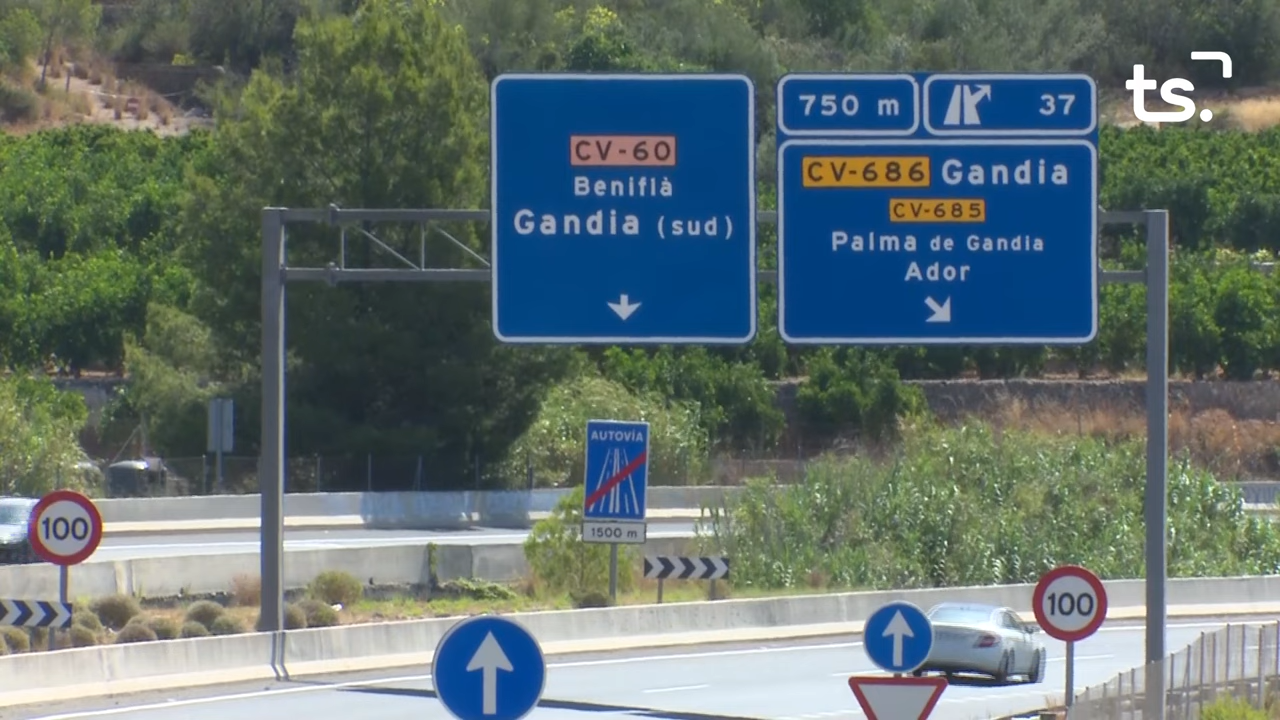 ts.
CV-60
Beniflà
Gandia (sud)
750 m
37
CV-686 Gandia
CV-685
Palma de Gandia
Ador
AUTOVÍA
1500 m
100
100